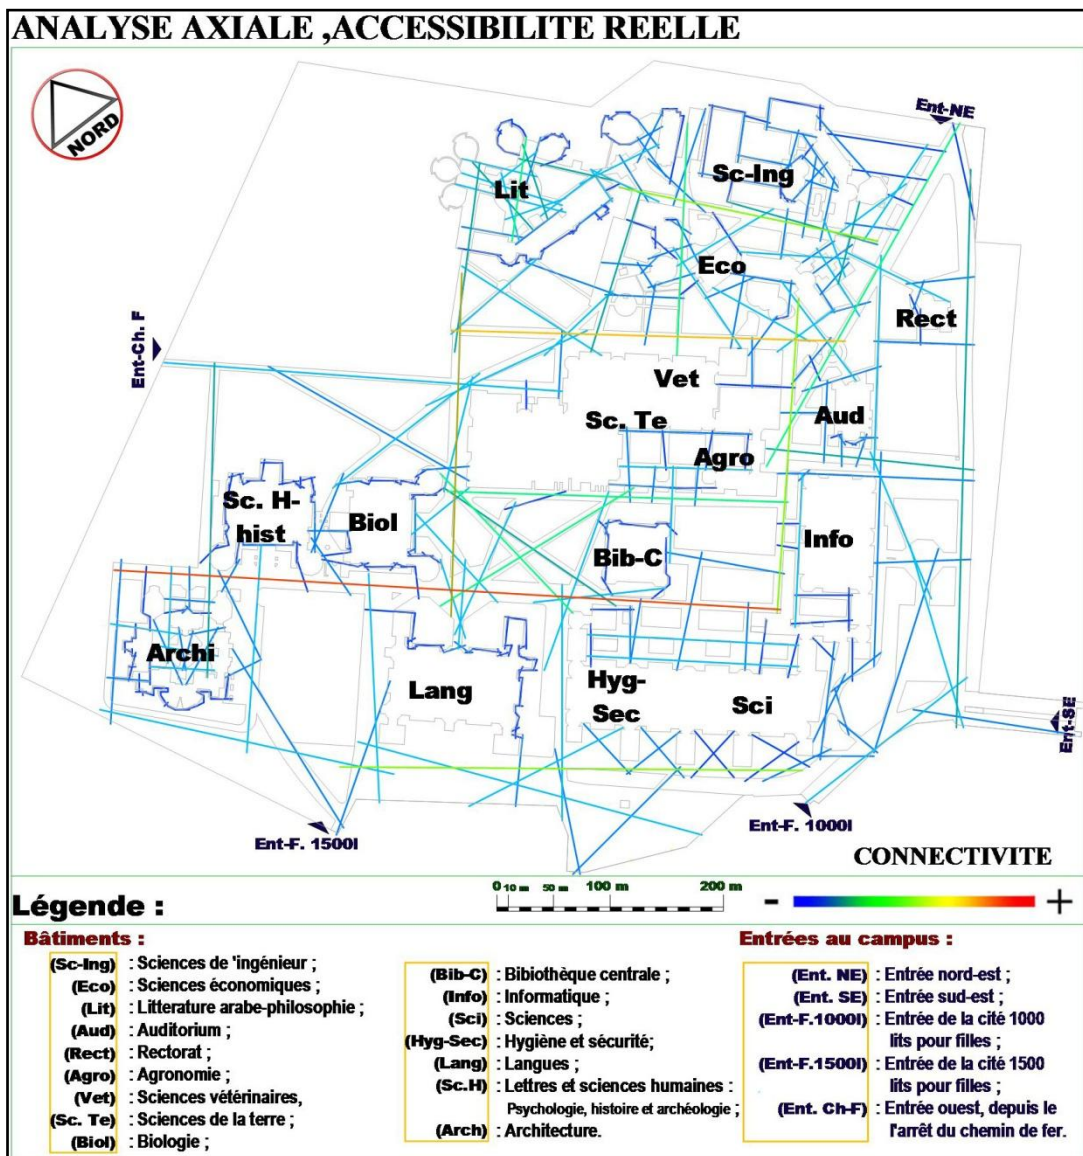 ANALYSE AXIALE ,ACCESSIBILITE REELLE
NORD
Ent-NE
Lit
Sc-Ing
Eco
Rect
Ent-Ch. F
Vet
Sc. Te
Aud
Agro
Sc. H-
hist
Biol
Bib-C
Info
Archi
Lang
Hyg-
Sec
Sci
Ent-SE
Ent-F. 1500l
Ent-F. 1000l
CONNECTIVITE
- +
0 10 m 50 m 100 m 200 m
Légende :
Bâtiments :
(Sc-Ing) : Sciences de 'ingénieur ;
(Eco) : Sciences économiques ;
(Lit) : Litterature arabe-philosophie ;
(Aud) : Auditorium ;
(Rect) : Rectorat ;
(Agro) : Agronomie ;
(Vet) : Sciences vétérinaires,
(Sc. Te) : Sciences de la terre ;
(Biol) : Biologie ;
(Bib-C) : Bibiothèque centrale ;
(Info) : Informatique ;
(Sci) : Sciences ;
(Hyg-Sec) : Hygiène et sécurité;
(Lang) : Langues ;
(Sc.H) : Lettres et sciences humaines :
Psychologie, histoire et archéologie ;
(Arch) : Architecture.
Entrées au campus :
(Ent. NE) : Entrée nord-est ;
(Ent. SE) : Entrée sud-est ;
(Ent-F.1000l) : Entrée de la cité 1000
lits pour filles ;
(Ent-F.1500l) : Entrée de la cité 1500
lits pour filles ;
(Ent. Ch-F) : Entrée ouest, depuis le
l'arrêt du chemin de fer.